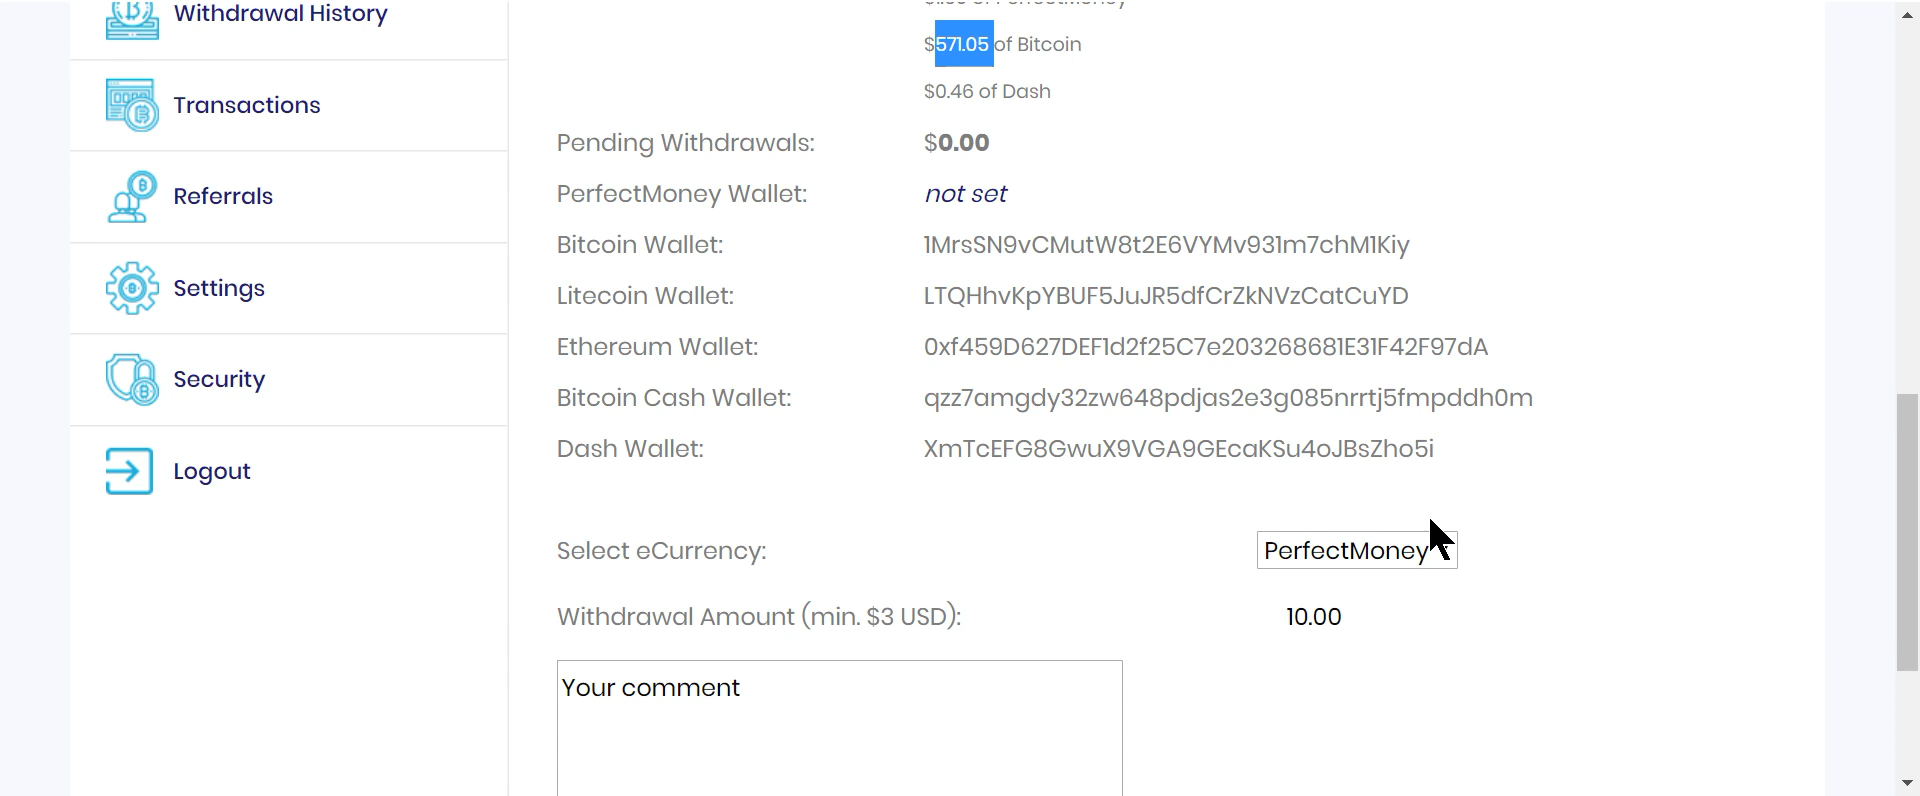 Withdrawal History
Transactions
Referrals
Settings
Security
Logout
$571.05 of Bitcoin
$0.46 of Dash
Pending Withdrawals: $0.00
PerfectMoney Wallet: not set
Bitcoin Wallet: 1MrsSN9vCMutW8t2E6VYMv931m7chM1Kiy
Litecoin Wallet: LTQHhvKpYBUF5JuJR5dfCrZkNVzCatCuYD
Ethereum Wallet: 0xf459D627DEF1d2f25C7e203268681E31F42F97dA
Bitcoin Cash Wallet: qzz7amgdy32zw648pdjas2e3g085nrrtj5fmpddh0m
Dash Wallet: XmTcEFG8GwuX9VGA9GEcaKSu4oJBsZho5i
Select eCurrency: PerfectMoney
Withdrawal Amount (min. $3 USD): 10.00
Your comment